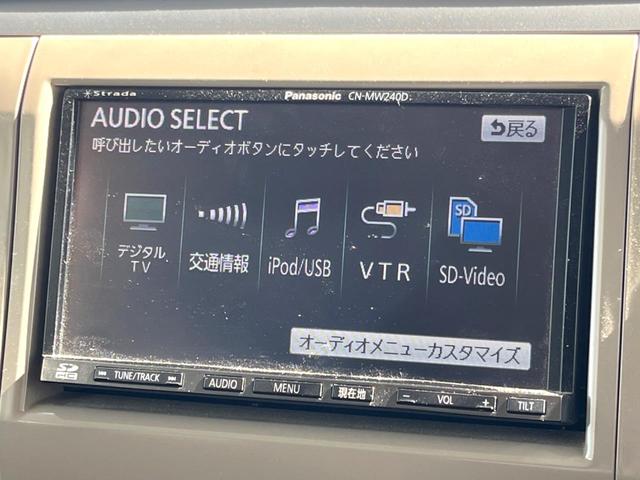 Strada
Panasonic CN-MW240D
AUDIO SELECT
呼び出したいオーディオボタンにタッチしてください
戻る
デジタル
TV
交通情報
iPod/USB
VTR
SD
SD-Video
オーディオメニューカスタマイズ
SD
HC
TUNE/TRACK
AUDIO
MENU
現在地
− VOL +
TILT